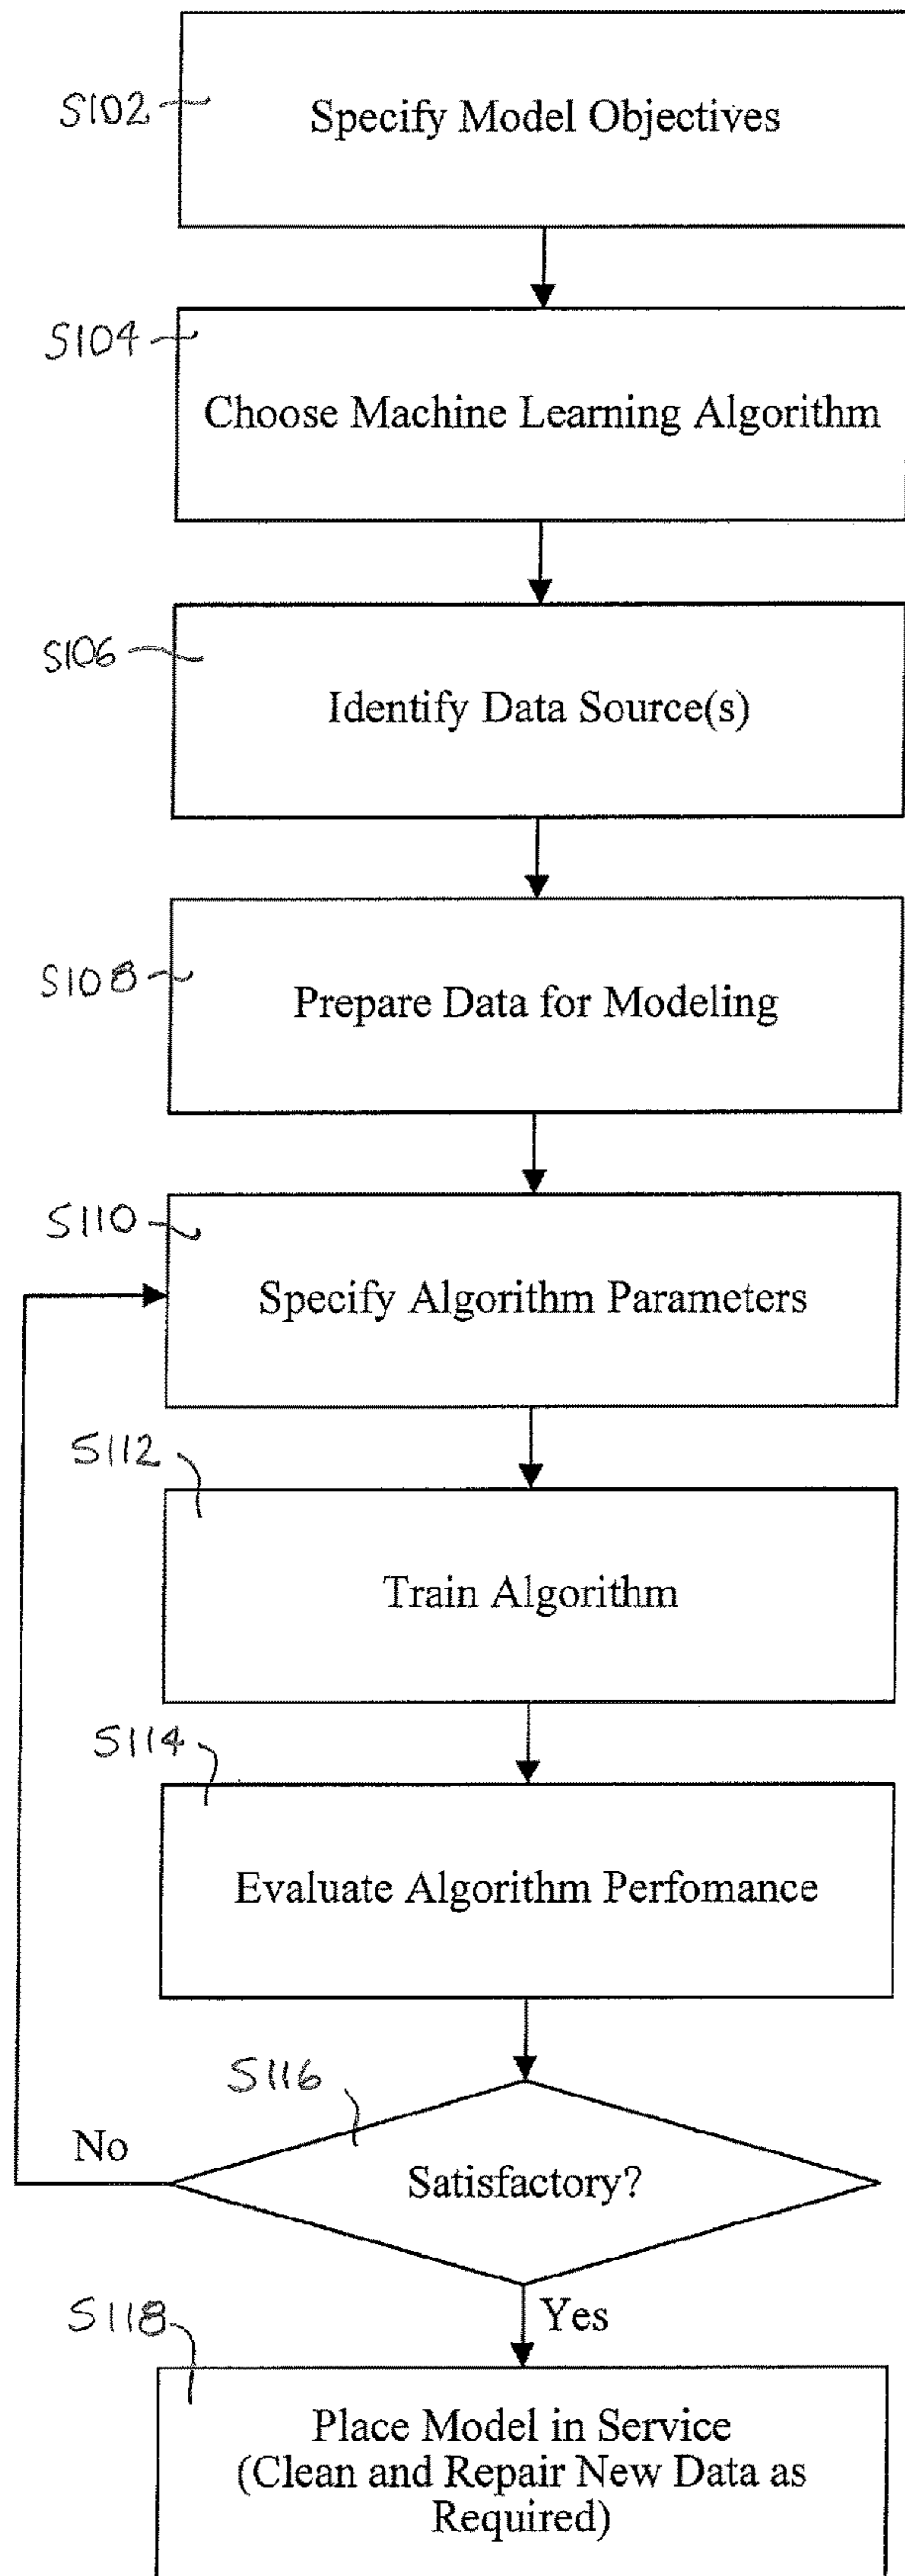 S102
Specify Model Objectives
S104
Choose Machine Learning Algorithm
S106
Identify Data Source(s)
S108
Prepare Data for Modeling
S110
Specify Algorithm Parameters
S112
Train Algorithm
S114
Evaluate Algorithm Perfomance
S116
No
Satisfactory?
Yes
S118
Place Model in Service
(Clean and Repair New Data as
Required)